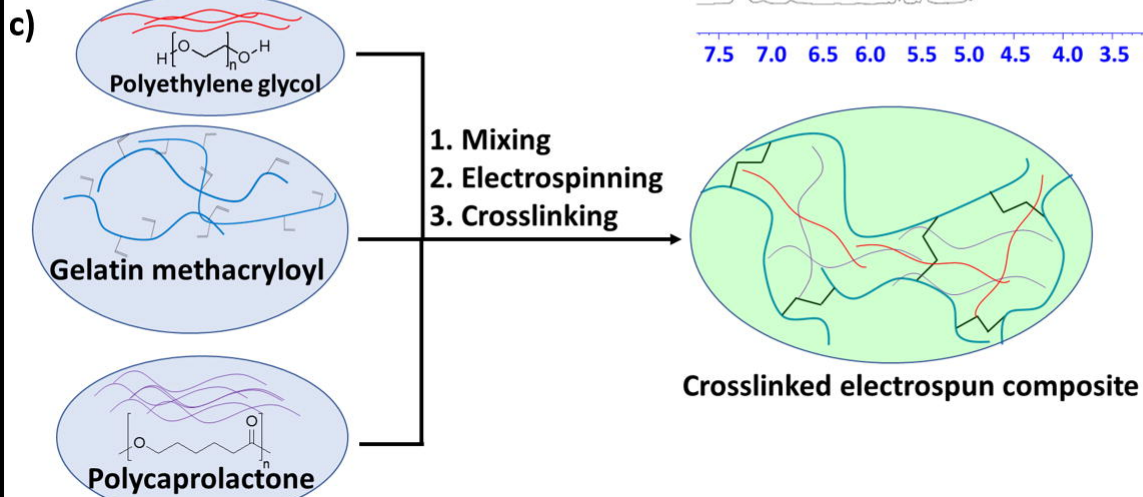 c)
7.5 7.0 6.5 6.0 5.5 5.0 4.5 4.0 3.5
H O n O H
Polyethylene glycol
1. Mixing
2. Electrospinning
3. Crosslinking
Gelatin methacryloyl
Crosslinked electrospun composite
O O n
Polycaprolactone